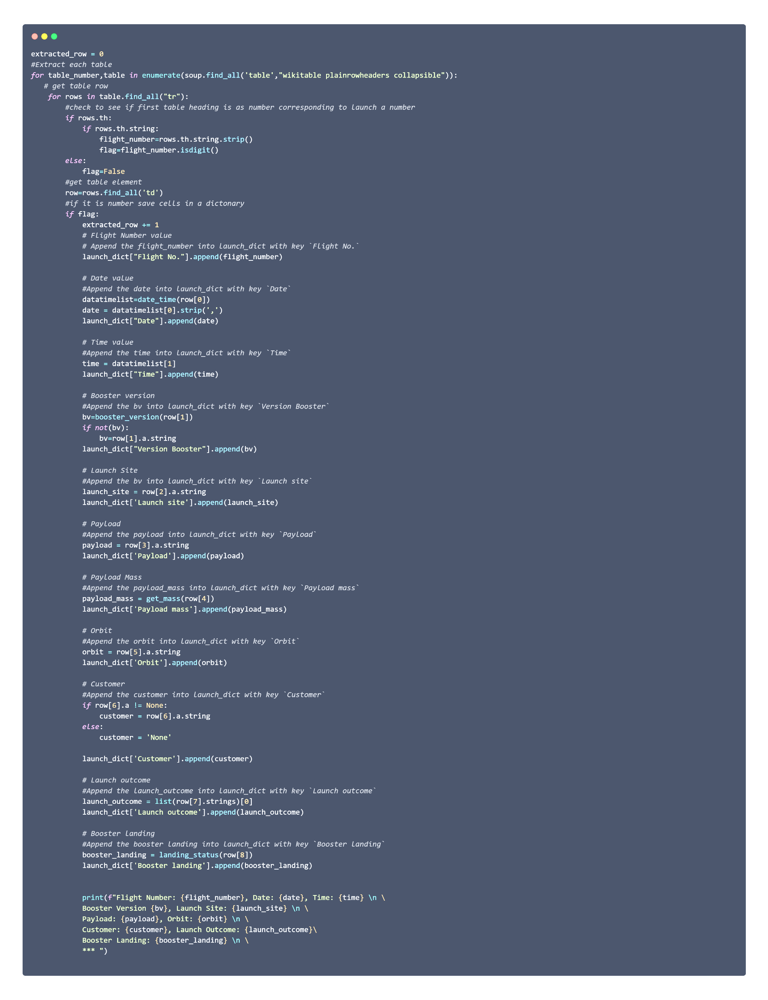 extracted_row = 0
#Extract each table
for table_number,table in enumerate(soup.find_all('table',"wikitable plainrowheaders collapsible")):
   # get table row
    for rows in table.find_all("tr"):
        #check to see if first table heading is as number corresponding to launch a number
        if rows.th:
            if rows.th.string:
                flight_number=rows.th.string.strip()
                flag=flight_number.isdigit()
        else:
            flag=False
        #get table element
        row=rows.find_all('td')
        #if it is number save cells in a dictonary
        if flag:
            extracted_row += 1
            # Flight Number value
            # Append the flight_number into launch_dict with key `Flight No.`
            launch_dict["Flight No."].append(flight_number)

            # Date value
            #Append the date into launch_dict with key `Date`
            datatimelist=date_time(row[0])
            date = datatimelist[0].strip(',')
            launch_dict["Date"].append(date)

            # Time value
            #Append the time into launch_dict with key `Time`
            time = datatimelist[1]
            launch_dict["Time"].append(time)

            # Booster version
            #Append the bv into launch_dict with key `Version Booster`
            bv=booster_version(row[1])
            if not(bv):
                bv=row[1].a.string
            launch_dict["Version Booster"].append(bv)

            # Launch Site
            #Append the bv into launch_dict with key `Launch site`
            launch_site = row[2].a.string
            launch_dict['Launch site'].append(launch_site)

            # Payload
            #Append the payload into launch_dict with key `Payload`
            payload = row[3].a.string
            launch_dict['Payload'].append(payload)

            # Payload Mass
            #Append the payload_mass into launch_dict with key `Payload mass`
            payload_mass = get_mass(row[4])
            launch_dict['Payload mass'].append(payload_mass)

            # Orbit
            #Append the orbit into launch_dict with key `Orbit`
            orbit = row[5].a.string
            launch_dict['Orbit'].append(orbit)

            # Customer
            #Append the customer into launch_dict with key `Customer`
            if row[6].a != None:
                customer = row[6].a.string
            else:
                customer = 'None'

            launch_dict['Customer'].append(customer)

            # Launch outcome
            #Append the launch_outcome into launch_dict with key `Launch outcome`
            launch_outcome = list(row[7].strings)[0]
            launch_dict['Launch outcome'].append(launch_outcome)

            # Booster landing
            #Append the booster landing into launch_dict with key `Booster landing`
            booster_landing = landing_status(row[8])
            launch_dict['Booster landing'].append(booster_landing)


            print(f"Flight Number: {flight_number}, Date: {date}, Time: {time} \n \
            Booster Version {bv}, Launch Site: {launch_site} \n \
            Payload: {payload}, Orbit: {orbit} \n \
            Customer: {customer}, Launch Outcome: {launch_outcome}\
            Booster Landing: {booster_landing} \n \
            *** ")